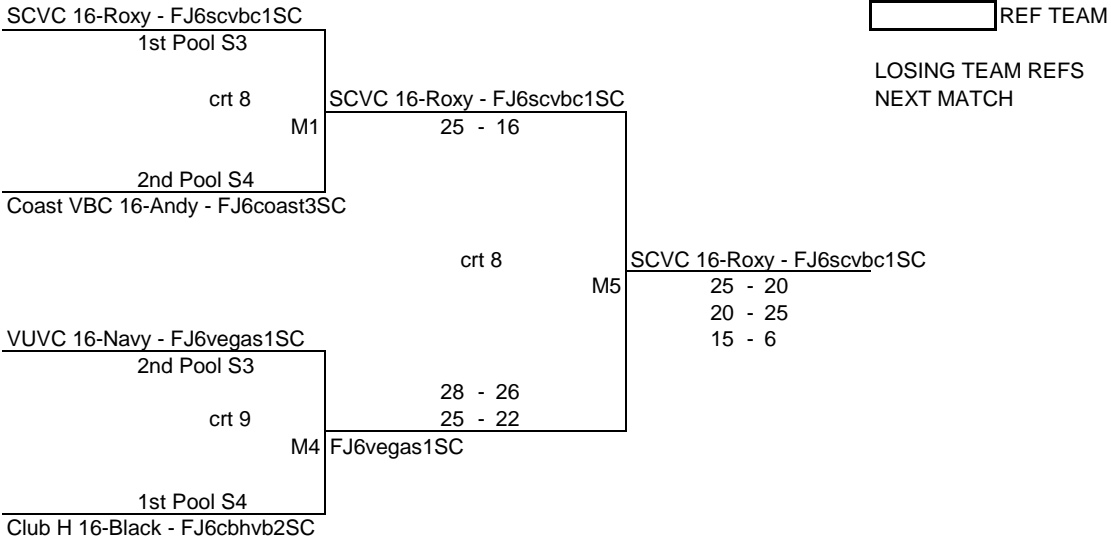 SCVC 16-Roxy - FJ6scvbc1SC
REF TEAM
1st Pool S3
LOSING TEAM REFS
crt 8
SCVC 16-Roxy - FJ6scvbc1SC
NEXT MATCH
M1
25 - 16
2nd Pool S4
Coast VBC 16-Andy - FJ6coast3SC
crt 8
SCVC 16-Roxy - FJ6scvbc1SC
M5
25 - 20
20 - 25
15 - 6
VUVC 16-Navy - FJ6vegas1SC
2nd Pool S3
28 - 26
crt 9
25 - 22
M4
FJ6vegas1SC
1st Pool S4
Club H 16-Black - FJ6cbhvb2SC